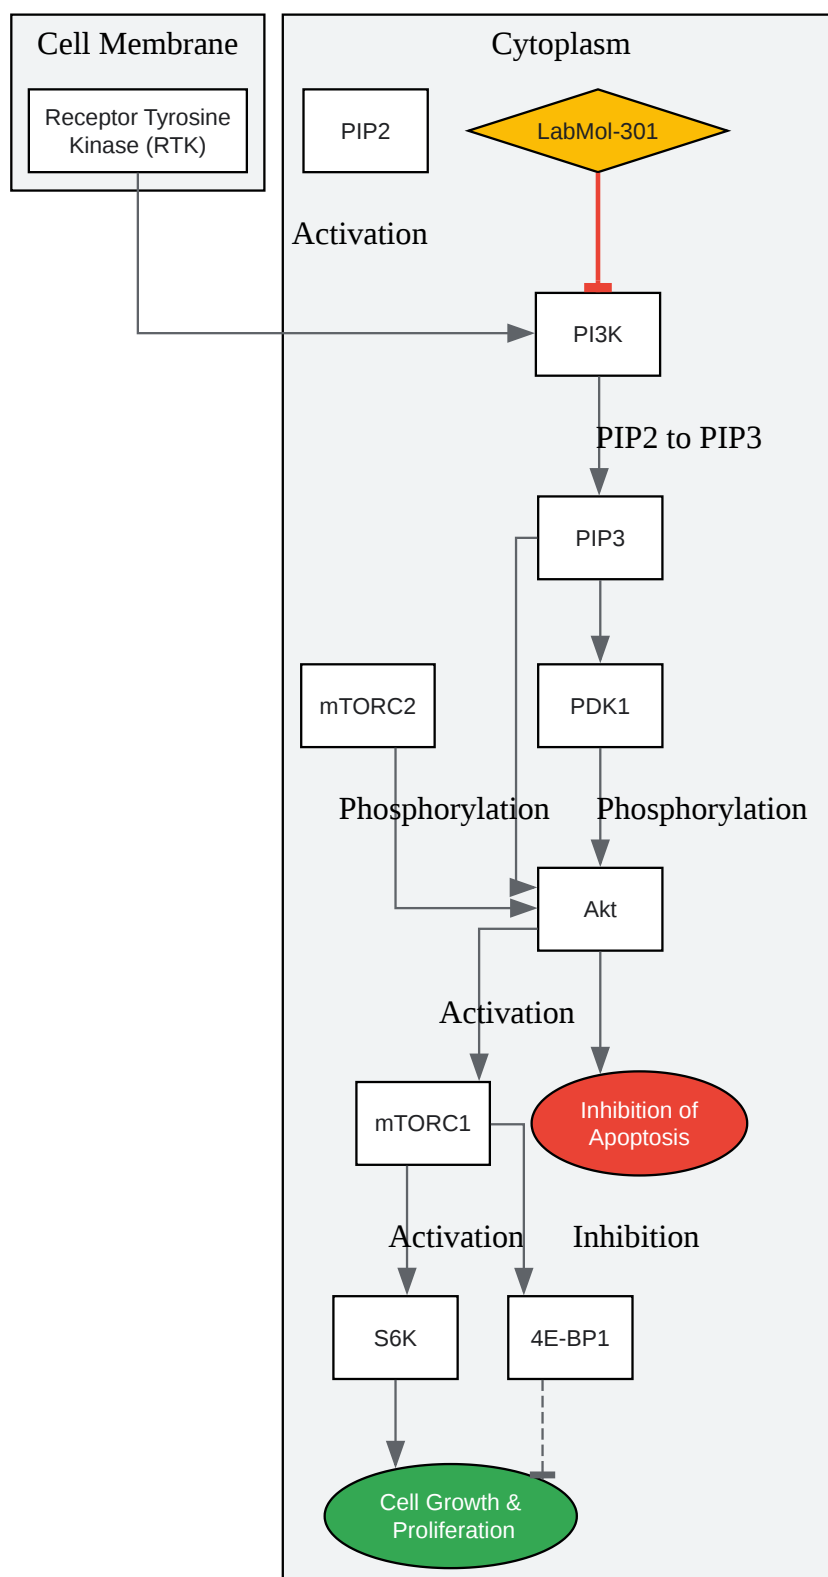 Cell Membrane
Cytoplasm
Receptor Tyrosine
Kinase (RTK)
PIP2
LabMol-301
Activation
PI3K
PIP2 to PIP3
PIP3
mTORC2
PDK1
Phosphorylation
Phosphorylation
Akt
Activation
mTORC1
Inhibition of
Apoptosis
Activation
Inhibition
S6K
4E-BP1
Cell Growth &
Proliferation